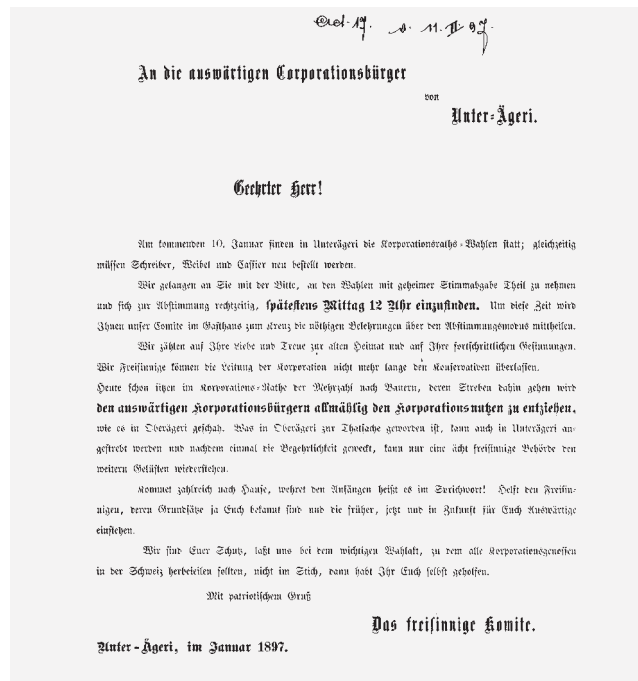 Act. 17. d. 11. II. 97
An die auswärtigen Corporationsbürger
von
Unter-Ägeri.
Geehrter Herr!
Am kommenden 10. Januar finden in Unterägeri die Korporationsraths-Wahlen statt; gleichzeitig
müssen Schreiber, Weibel und Cassier neu bestellt werden.
Wir gelangen an Sie mit der Bitte, an den Wahlen mit geheimer Stimmabgabe Theil zu nehmen
und sich zur Abstimmung rechtzeitig, spätestens Mittag 12 Uhr einzufinden. Um diese Zeit wird
Ihnen unser Comite im Gasthaus zum Kreuz die nöthigen Belehrungen über den Abstimmungsmodus mittheilen.
Wir zählen auf Ihre Liebe und Treue zur alten Heimat und auf Ihre fortschrittlichen Gesinnungen.
Wir Freisinnige können die Leitung der Korporation nicht mehr lange den Konservativen überlassen.
Heute schon sitzen im Korporations-Rathe der Mehrzahl nach Bauern, deren Streben dahin gehen wird
den auswärtigen Korporationsbürgern allmählig den Korporationsnutzen zu entziehen,
wie es in Oberägeri geschah. Was in Oberägeri zur Thatsache geworden ist, kann auch in Unterägeri an-
gestrebt werden und nachdem einmal die Begehrlichkeit geweckt, kann nur eine ächt freisinnige Behörde den
weitern Gelüsten wiederstehen.
Kommet zahlreich nach Hause, wehret den Anfängen heißt es im Sprichwort! Helft den Freisin-
nigen, deren Grundsätze ja Euch bekannt sind und die früher, jetzt und in Zukunft für Euch Auswärtige
einstehen.
Wir sind Euer Schutz, laßt uns bei dem wichtigen Wahlakt, zu dem alle Korporationsgenossen
in der Schweiz herbeieilen sollten, nicht im Stich, dann habt Ihr Euch selbst geholfen.
Mit patriotischem Gruß
Das freisinnige Komite.
Unter-Ägeri, im Januar 1897.